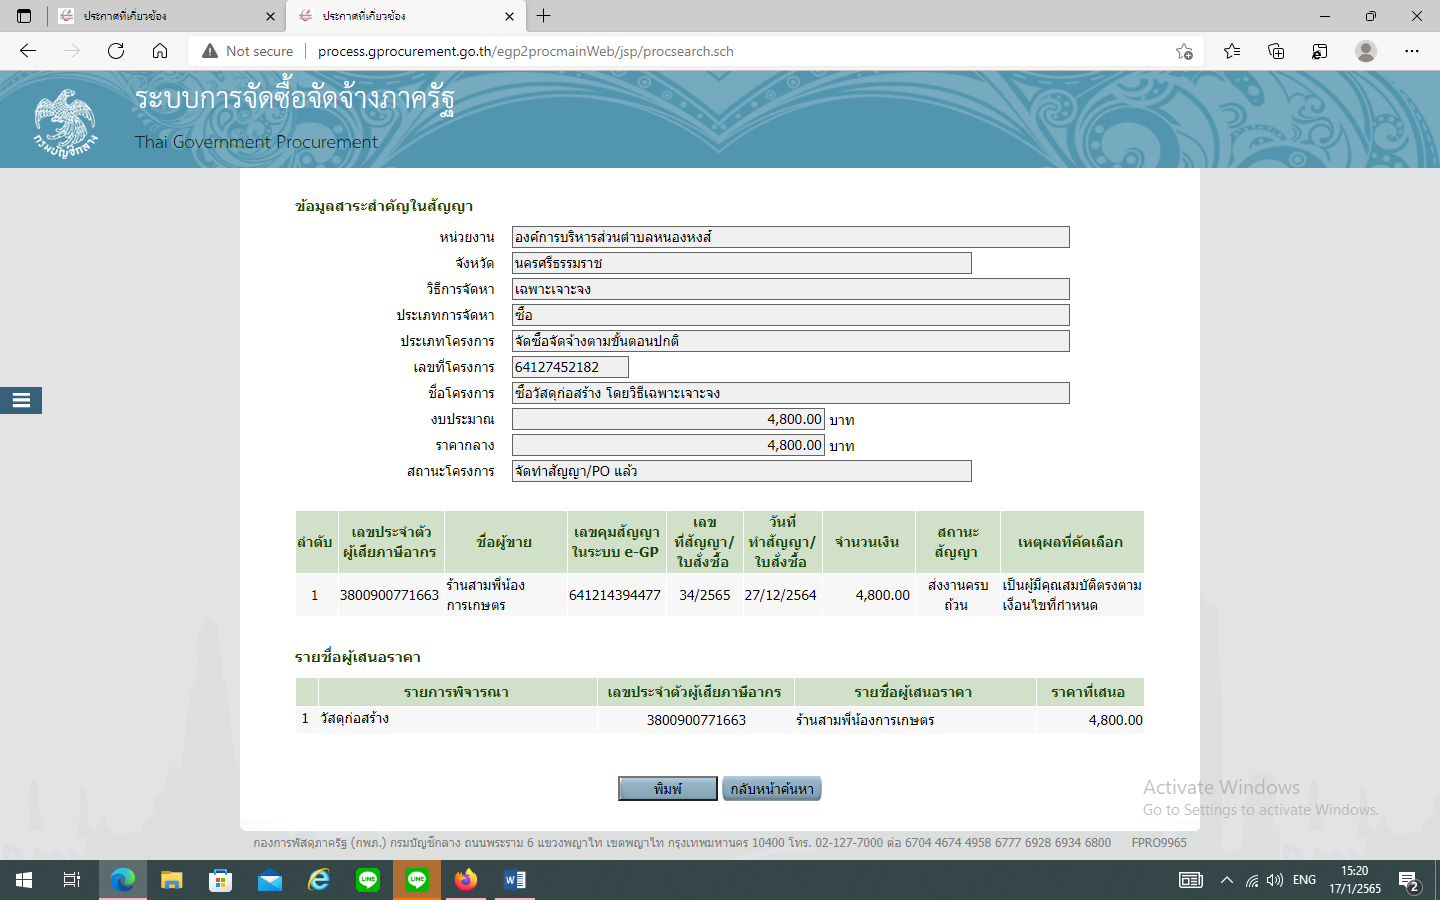 ประกาศที่เกี่ยวข้อง
ประกาศที่เกี่ยวข้อง
Not secure
process.gprocurement.go.th/egp2procmainWeb/jsp/procsearch.sch
ระบบการจัดซื้อจัดจ้างภาครัฐ
Thai Government Procurement
กรมบัญชีกลาง
ข้อมูลสาระสำคัญในสัญญา
หน่วยงาน องค์การบริหารส่วนตำบลหนองหงส์
จังหวัด นครศรีธรรมราช
วิธีการจัดหา เฉพาะเจาะจง
ประเภทการจัดหา ซื้อ
ประเภทโครงการ จัดซื้อจัดจ้างตามขั้นตอนปกติ
เลขที่โครงการ 64127452182
ชื่อโครงการ ซื้อวัสดุก่อสร้าง โดยวิธีเฉพาะเจาะจง
งบประมาณ 4,800.00 บาท
ราคากลาง 4,800.00 บาท
สถานะโครงการ จัดทำสัญญา/PO แล้ว
ลำดับ เลขประจำตัวผู้เสียภาษีอากร ชื่อผู้ขาย เลขคุมสัญญาในระบบ e-GP เลขที่สัญญา/ใบสั่งซื้อ วันที่ทำสัญญา/ใบสั่งซื้อ จำนวนเงิน สถานะสัญญา เหตุผลที่คัดเลือก
1 3800900771663 ร้านสามพี่น้องการเกษตร 641214394477 34/2565 27/12/2564 4,800.00 ส่งงานครบถ้วน เป็นผู้มีคุณสมบัติตรงตามเงื่อนไขที่กำหนด
รายชื่อผู้เสนอราคา
รายการพิจารณา เลขประจำตัวผู้เสียภาษีอากร รายชื่อผู้เสนอราคา ราคาที่เสนอ
1 วัสดุก่อสร้าง 3800900771663 ร้านสามพี่น้องการเกษตร 4,800.00
พิมพ์ กลับหน้าค้นหา
Activate Windows
Go to Settings to activate Windows.
กองการพัสดุภาครัฐ (กพภ.) กรมบัญชีกลาง ถนนพระราม 6 แขวงพญาไท เขตพญาไท กรุงเทพมหานคร 10400 โทร. 02-127-7000 ต่อ 6704 4674 4958 6777 6928 6934 6800 FPRO9965
ENG
15:20
17/1/2565
2